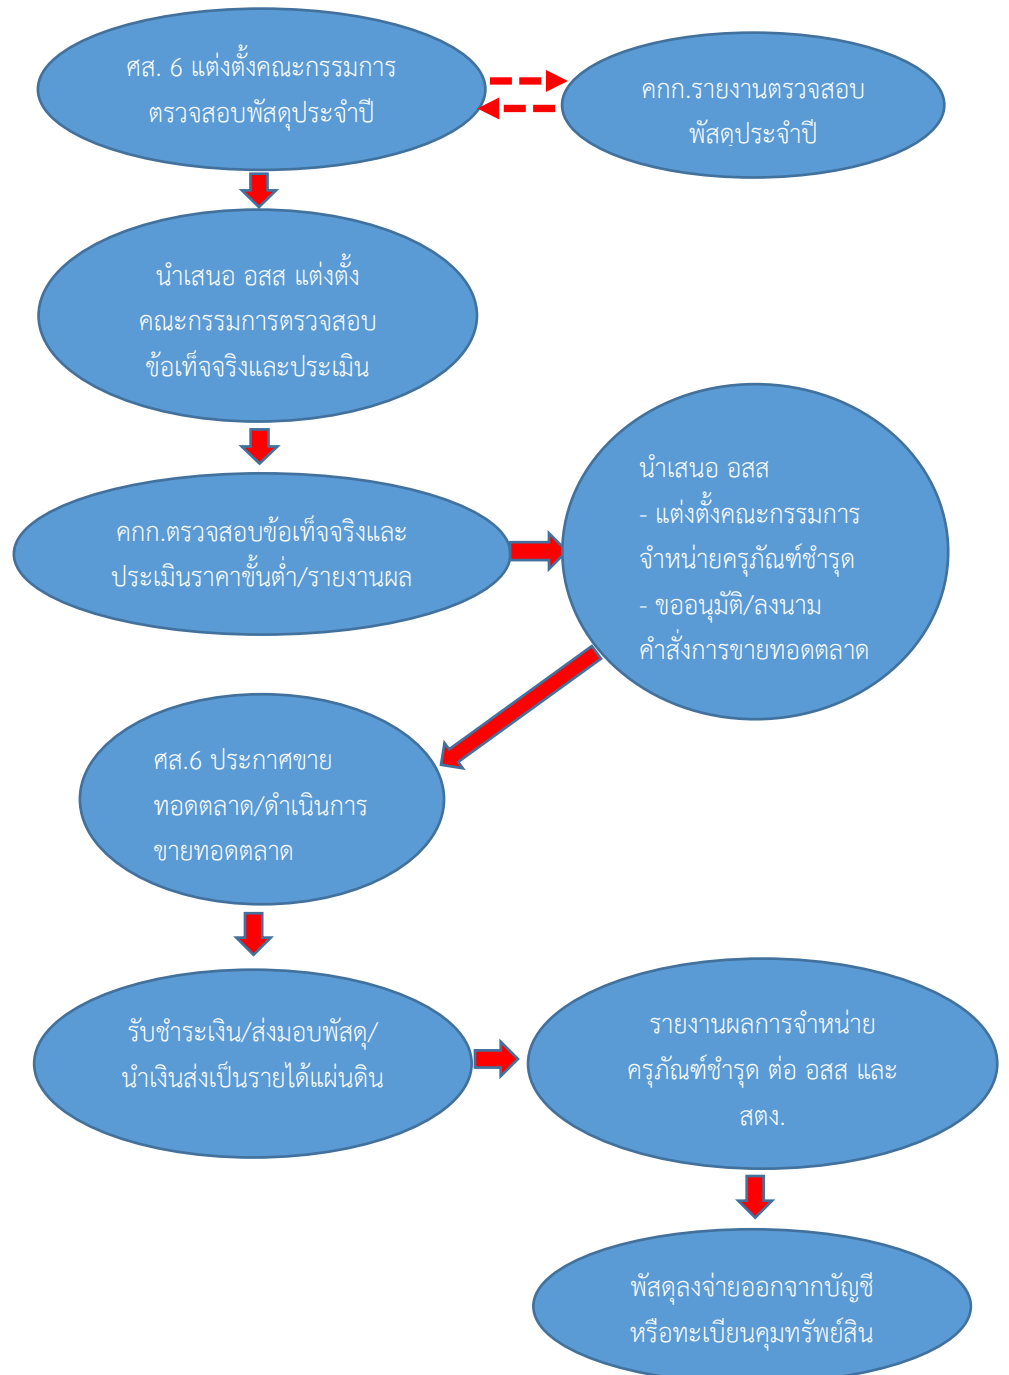 ศส. 6 แต่งตั้งคณะกรรมการ
ตรวจสอบพัสดุประจำปี
คกก.รายงานตรวจสอบ
พัสดุประจำปี
นำเสนอ อสส แต่งตั้ง
คณะกรรมการตรวจสอบ
ข้อเท็จจริงและประเมิน
คกก.ตรวจสอบข้อเท็จจริงและ
ประเมินราคาขั้นต่ำ/รายงานผล
นำเสนอ อสส
- แต่งตั้งคณะกรรมการ
จำหน่ายครุภัณฑ์ชำรุด
- ขออนุมัติ/ลงนาม
คำสั่งการขายทอดตลาด
ศส.6 ประกาศขาย
ทอดตลาด/ดำเนินการ
ขายทอดตลาด
รับชำระเงิน/ส่งมอบพัสดุ/
นำเงินส่งเป็นรายได้แผ่นดิน
รายงานผลการจำหน่าย
ครุภัณฑ์ชำรุด ต่อ อสส และ
สตง.
พัสดุลงจ่ายออกจากบัญชี
หรือทะเบียนคุมทรัพย์สิน